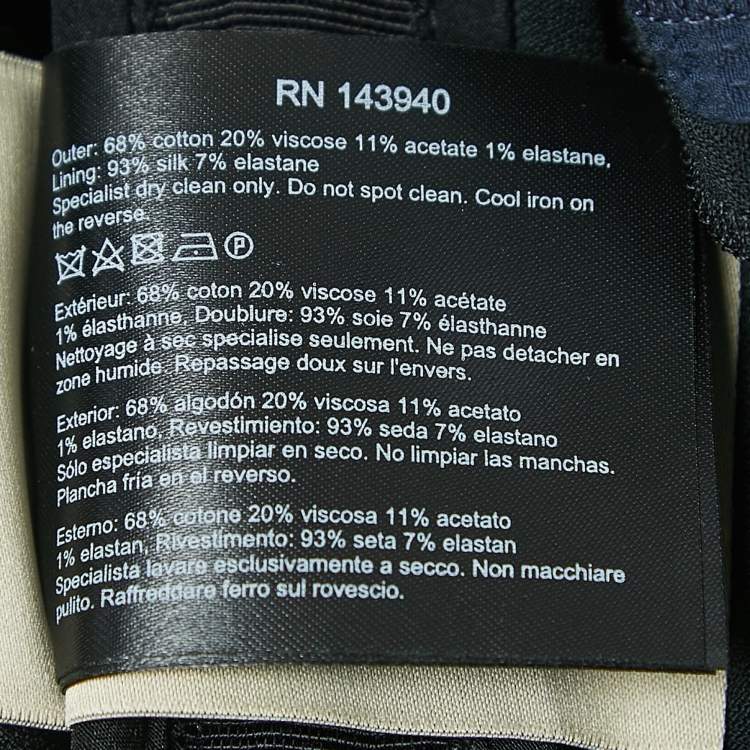 RN 143940
Outer: 68% cotton 20% viscose 11% acetate 1% elastane,
Lining: 93% silk 7% elastane
Specialist dry clean only. Do not spot clean. Cool iron on
the reverse.
P
Extérieur: 68% coton 20% viscose 11% acétate
1% élasthanne, Doublure: 93% soie 7% élasthanne
Nettoyage à sec specialise seulement. Ne pas detacher en
zone humide. Repassage doux sur l'envers.
Exterior: 68% algodón 20% viscosa 11% acetato
1% elastano, Revestimiento: 93% seda 7% elastano
Sólo especialista limpiar en seco. No limpiar las manchas.
Plancha fría en el reverso.
Esterno: 68% cotone 20% viscosa 11% acetato
1% elastan, Rivestimento: 93% seta 7% elastan
Specialista lavare esclusivamente a secco. Non macchiare
pulito. Raffreddare ferro sul rovescio.